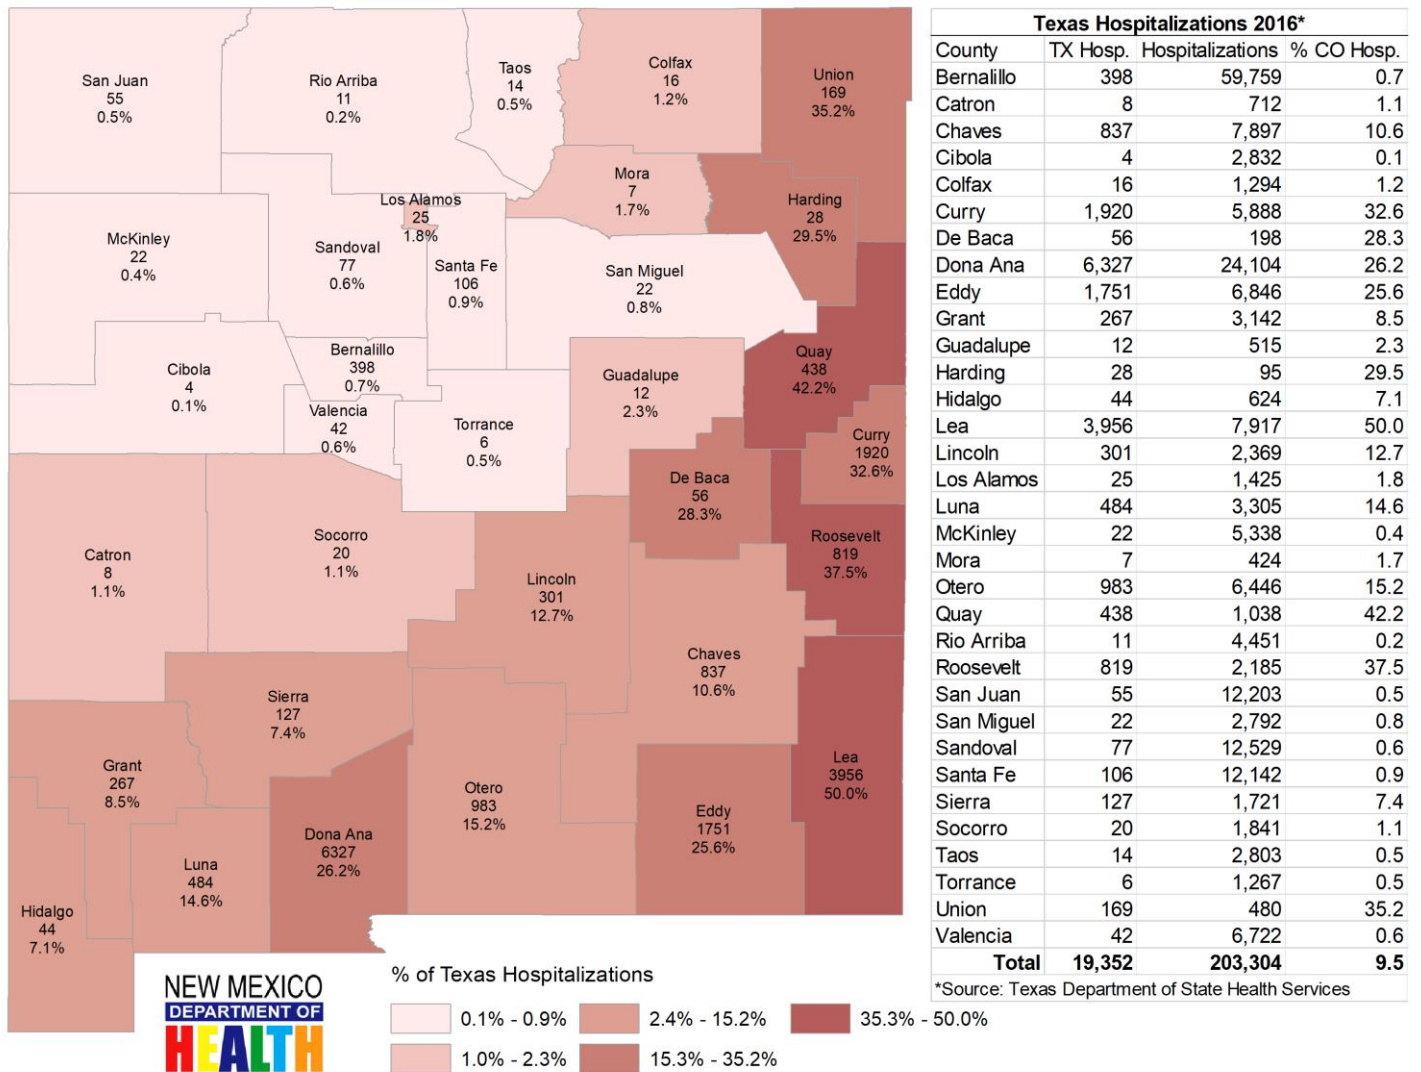 San Juan
55
0.5%
Rio Arriba
11
0.2%
Taos
14
0.5%
Colfax
16
1.2%
Union
169
35.2%
Mora
7
1.7%
Harding
28
29.5%
Los Alamos
25
1.8%
McKinley
22
0.4%
Sandoval
77
0.6%
Santa Fe
106
0.9%
San Miguel
22
0.8%
Quay
438
42.2%
Bernalillo
398
0.7%
Cibola
4
0.1%
Guadalupe
12
2.3%
Valencia
42
0.6%
Torrance
6
0.5%
Curry
1920
32.6%
De Baca
56
28.3%
Roosevelt
819
37.5%
Catron
8
1.1%
Socorro
20
1.1%
Lincoln
301
12.7%
Chaves
837
10.6%
Sierra
127
7.4%
Grant
267
8.5%
Lea
3956
50.0%
Otero
983
15.2%
Eddy
1751
25.6%
Dona Ana
6327
26.2%
Luna
484
14.6%
Hidalgo
44
7.1%
NEW MEXICO
DEPARTMENT OF
HEALTH
% of Texas Hospitalizations
0.1% - 0.9%
2.4% - 15.2%
35.3% - 50.0%
1.0% - 2.3%
15.3% - 35.2%
Texas Hospitalizations 2016*
County TX Hosp. Hospitalizations % CO Hosp.
Bernalillo 398 59,759 0.7
Catron 8 712 1.1
Chaves 837 7,897 10.6
Cibola 4 2,832 0.1
Colfax 16 1,294 1.2
Curry 1,920 5,888 32.6
De Baca 56 198 28.3
Dona Ana 6,327 24,104 26.2
Eddy 1,751 6,846 25.6
Grant 267 3,142 8.5
Guadalupe 12 515 2.3
Harding 28 95 29.5
Hidalgo 44 624 7.1
Lea 3,956 7,917 50.0
Lincoln 301 2,369 12.7
Los Alamos 25 1,425 1.8
Luna 484 3,305 14.6
McKinley 22 5,338 0.4
Mora 7 424 1.7
Otero 983 6,446 15.2
Quay 438 1,038 42.2
Rio Arriba 11 4,451 0.2
Roosevelt 819 2,185 37.5
San Juan 55 12,203 0.5
San Miguel 22 2,792 0.8
Sandoval 77 12,529 0.6
Santa Fe 106 12,142 0.9
Sierra 127 1,721 7.4
Socorro 20 1,841 1.1
Taos 14 2,803 0.5
Torrance 6 1,267 0.5
Union 169 480 35.2
Valencia 42 6,722 0.6
Total 19,352 203,304 9.5
*Source: Texas Department of State Health Services